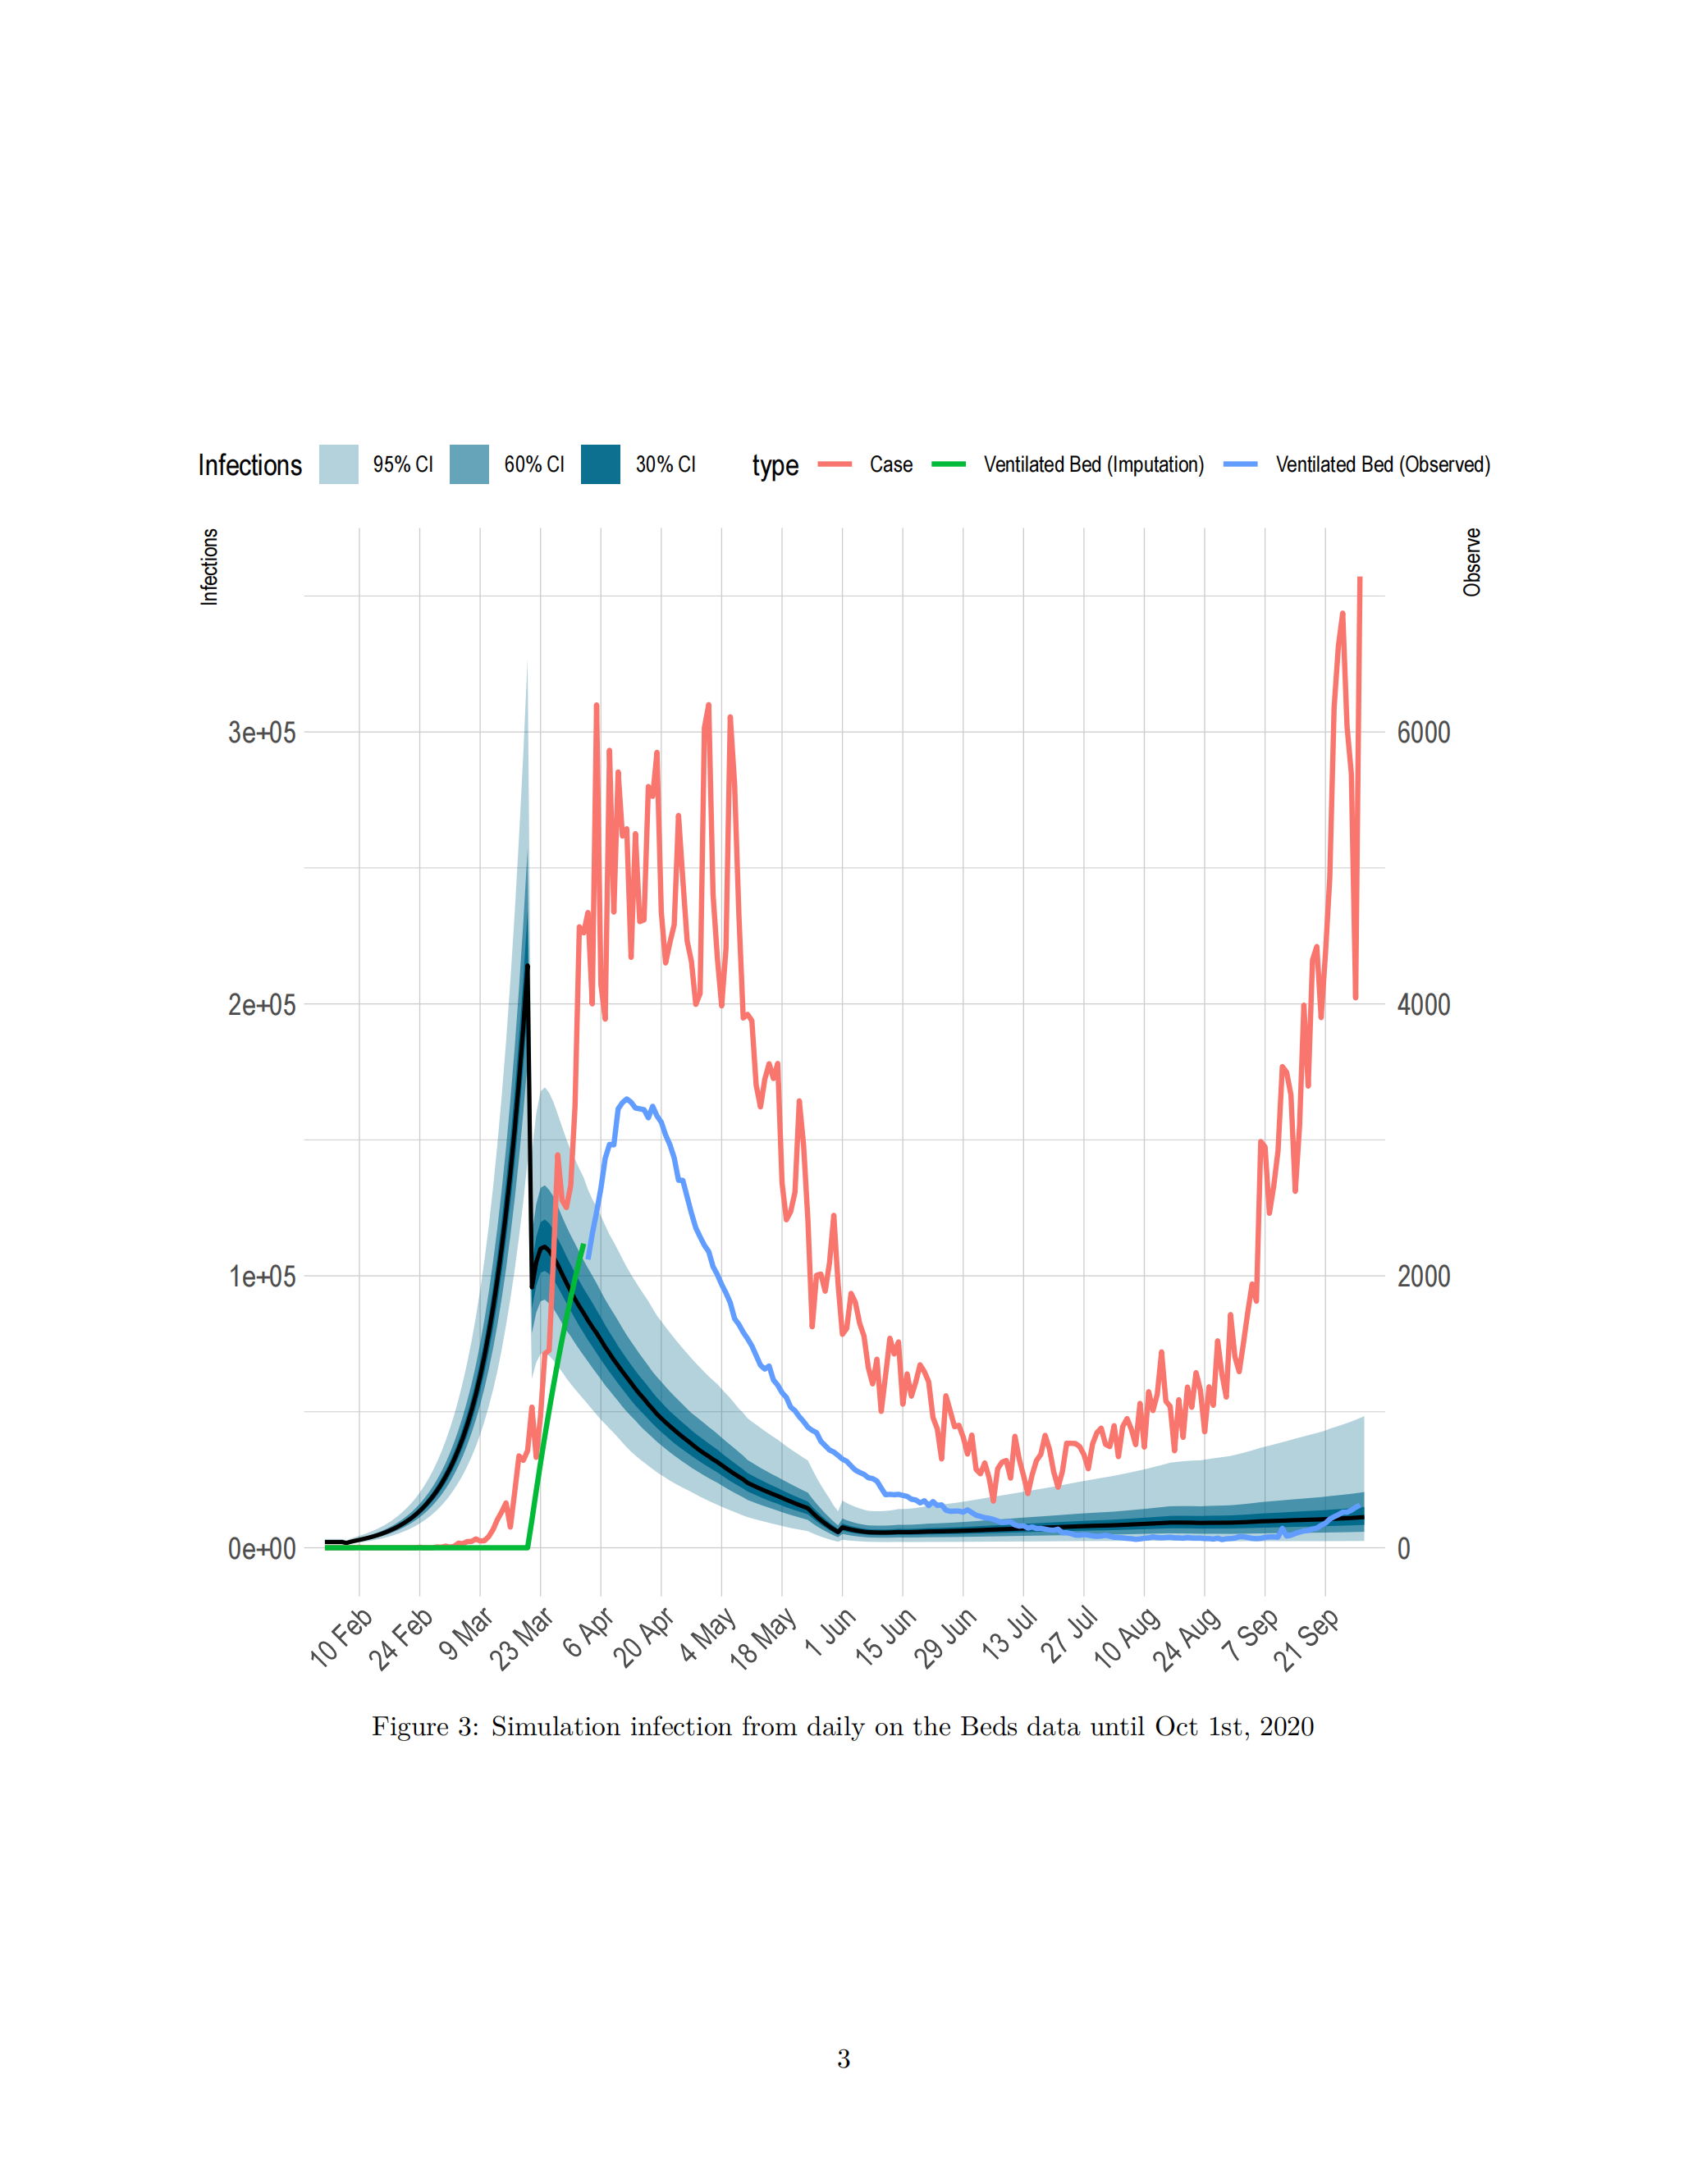 Infections 95% CI 60% CI 30% CI type Case Ventilated Bed (Imputation) Ventilated Bed (Observed)
Infections
Observe
3e+05
2e+05
1e+05
0e+00
6000
4000
2000
0
10 Feb
24 Feb
9 Mar
23 Mar
6 Apr
20 Apr
4 May
18 May
1 Jun
15 Jun
29 Jun
13 Jul
27 Jul
10 Aug
24 Aug
7 Sep
21 Sep
Figure 3: Simulation infection from daily on the Beds data until Oct 1st, 2020
3